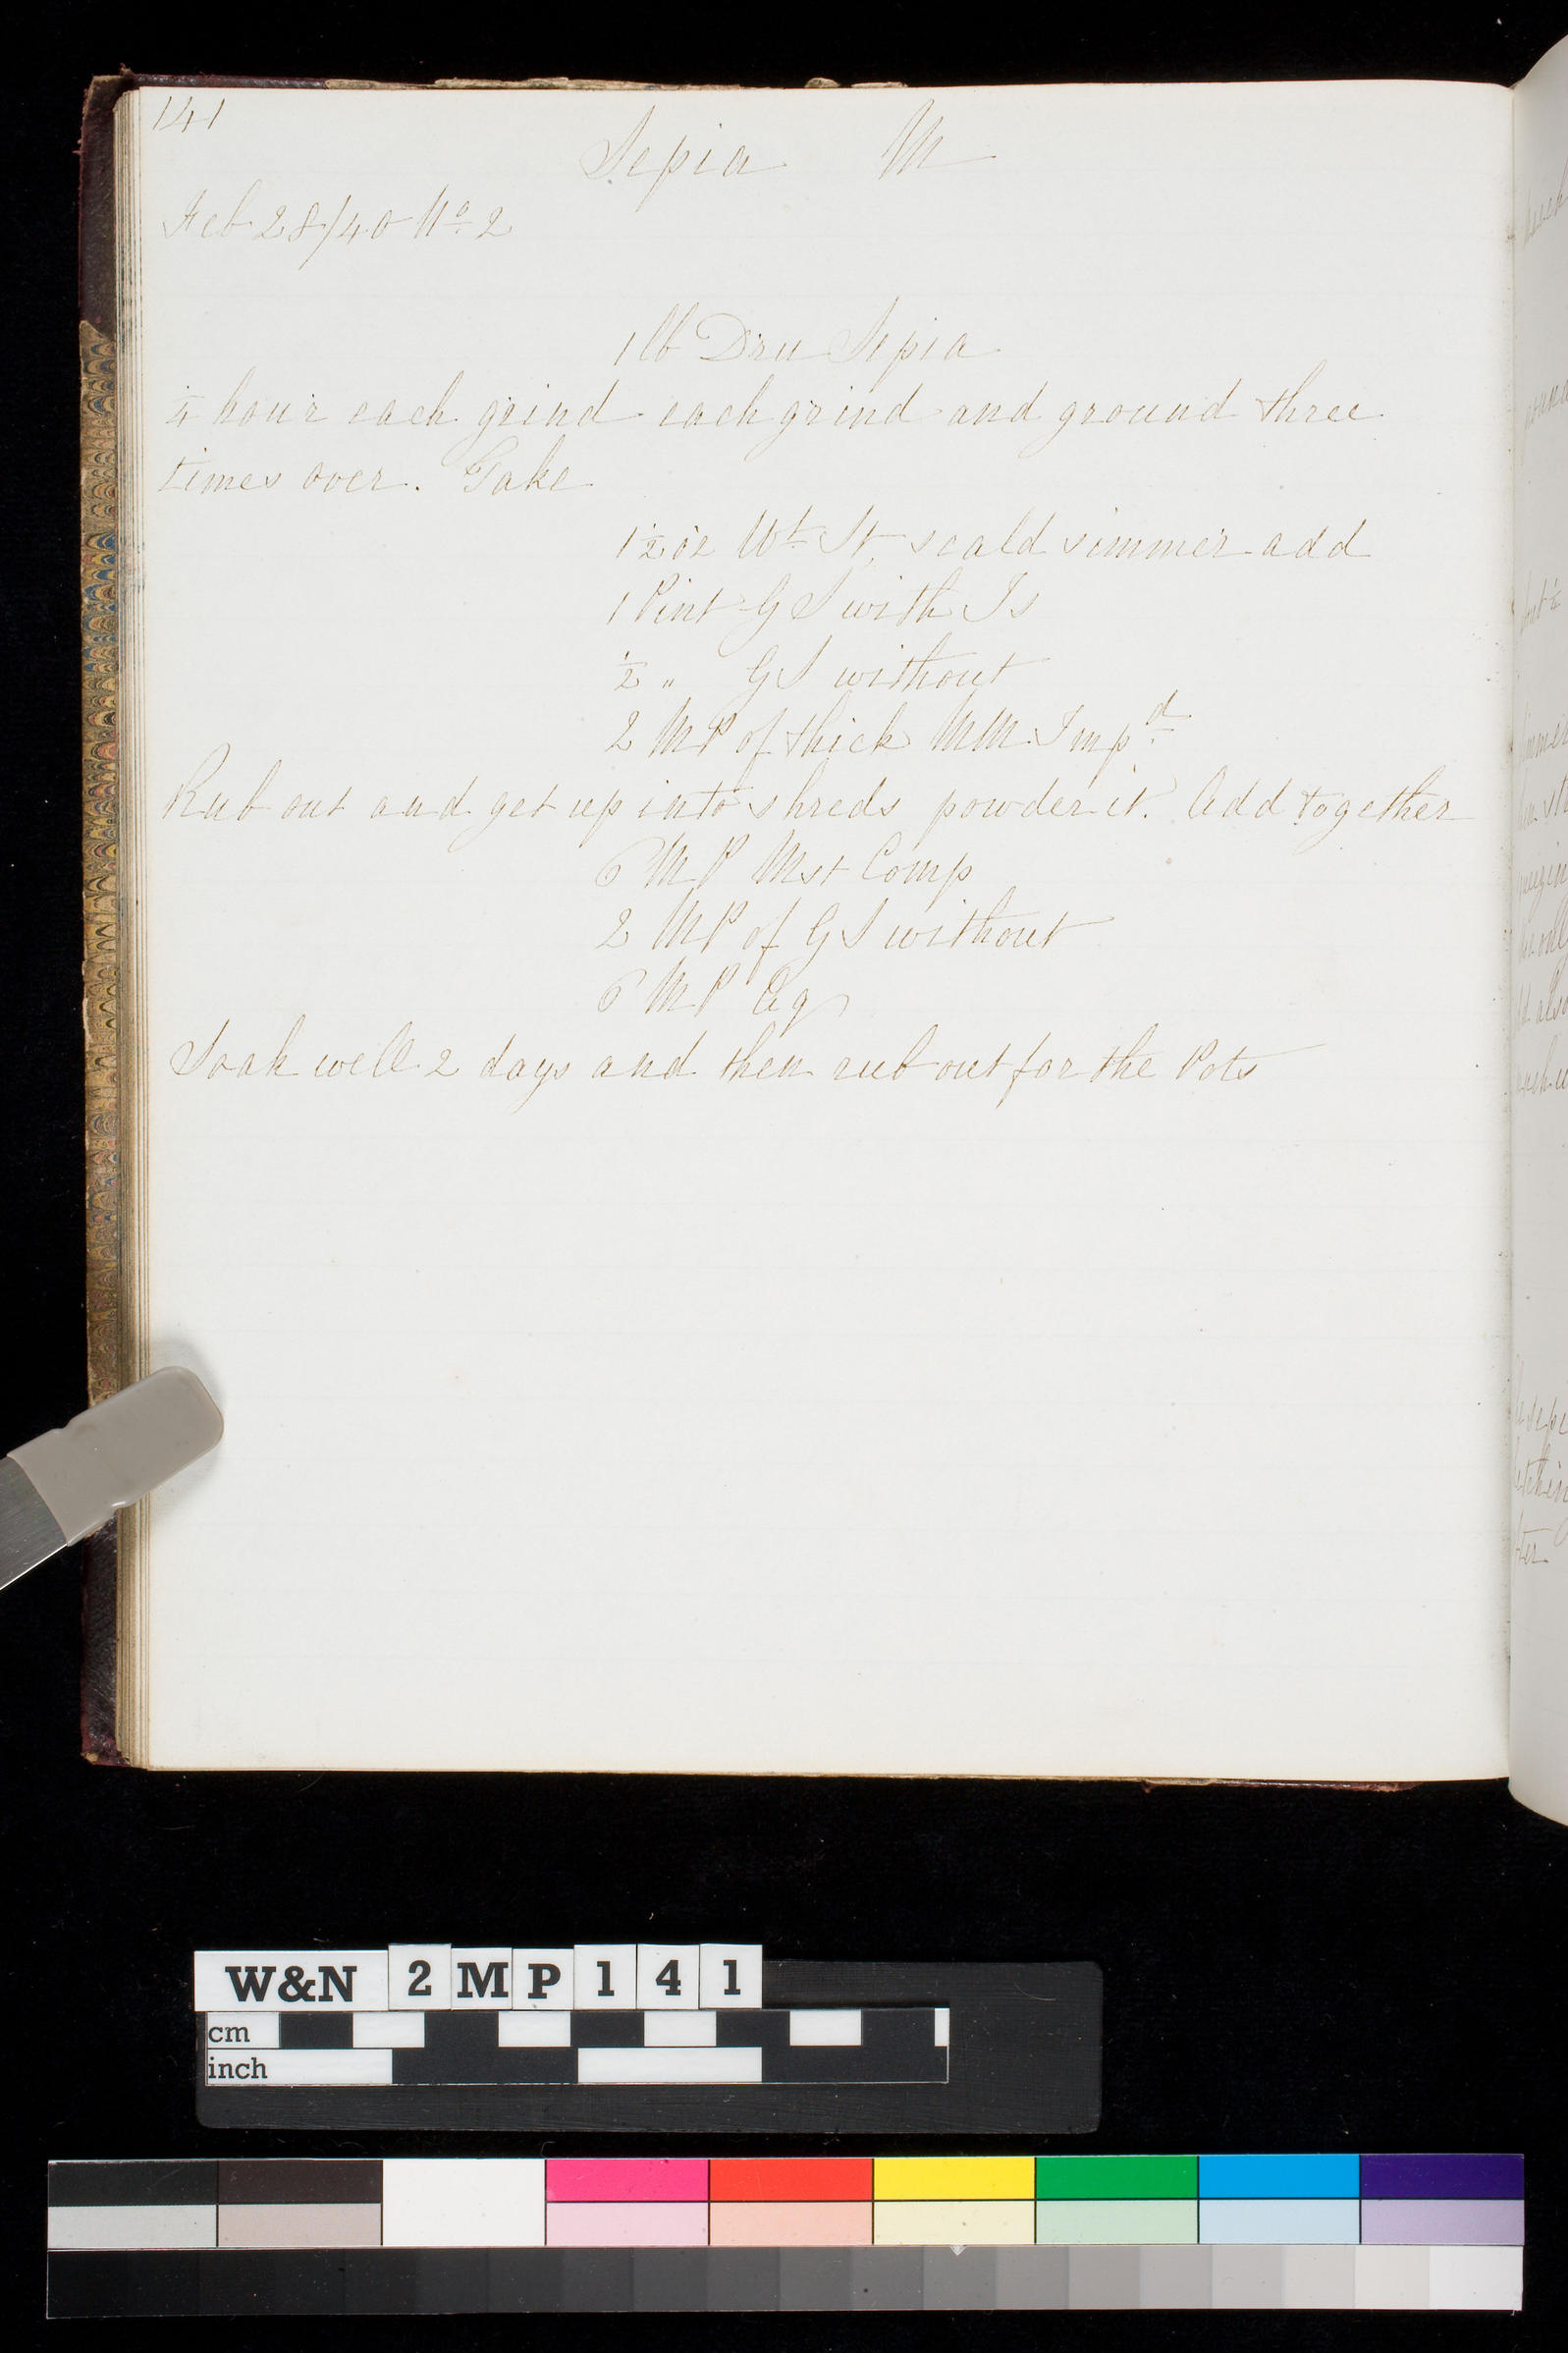 141
Sepia M
Feb 28/40 No. 2
1 lb Dru Sepia
¼ hour each grind each grind and ground three
times over. Take
1½ oz Wt. St. scald simmer add
1 Pint G S with Is
½ " G S without
2 MP of thick MM Impd.
Rub out and get up into shreds powder it. Add together
6 MP Mst Comp
2 MP of G S without
6 MP Aq
Soak well 2 days and then rub out for the Pots
W&N 2MP141
cm
inch